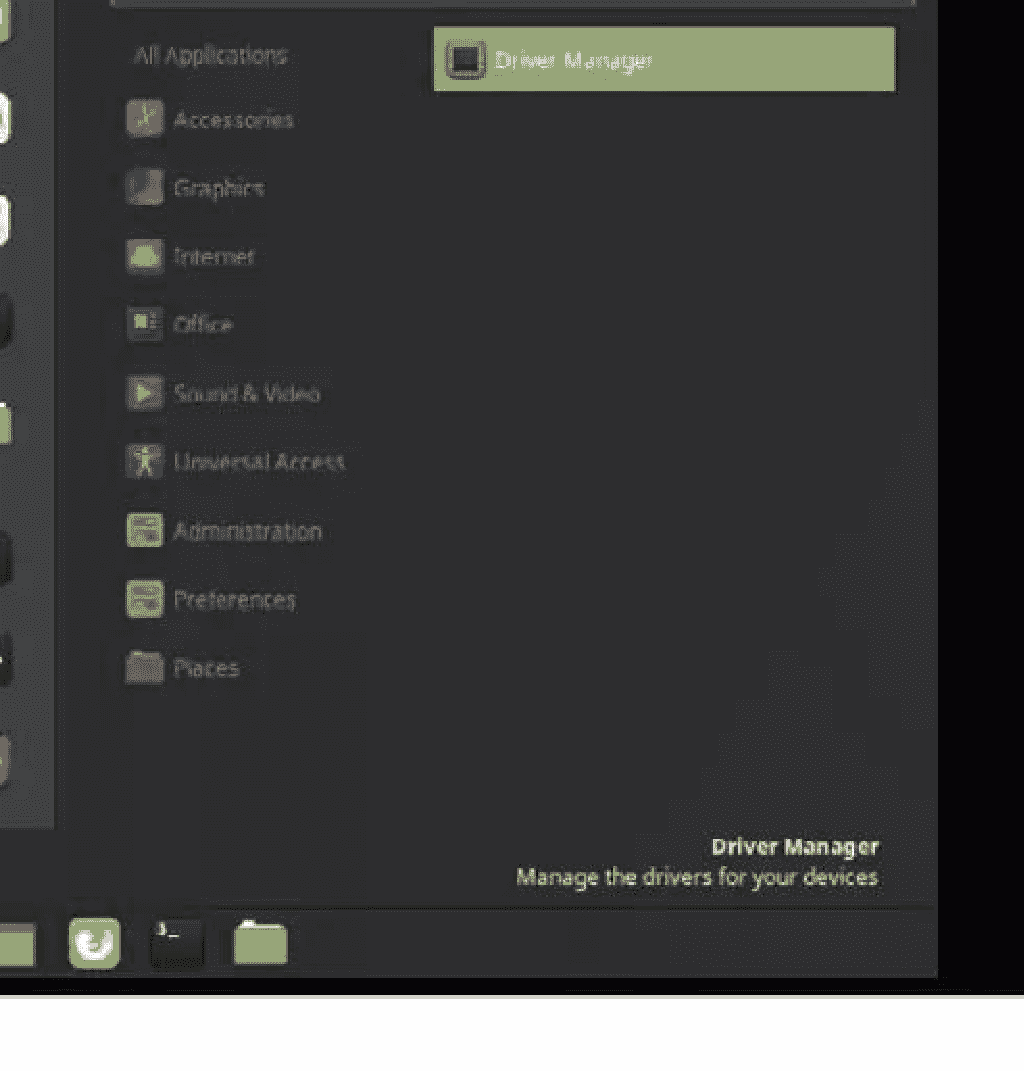 All Applications
Driver Manager
Accessories
Graphics
Internet
Office
Sound & Video
Universal Access
Administration
Preferences
Places
Driver Manager
Manage the drivers for your devices
$_